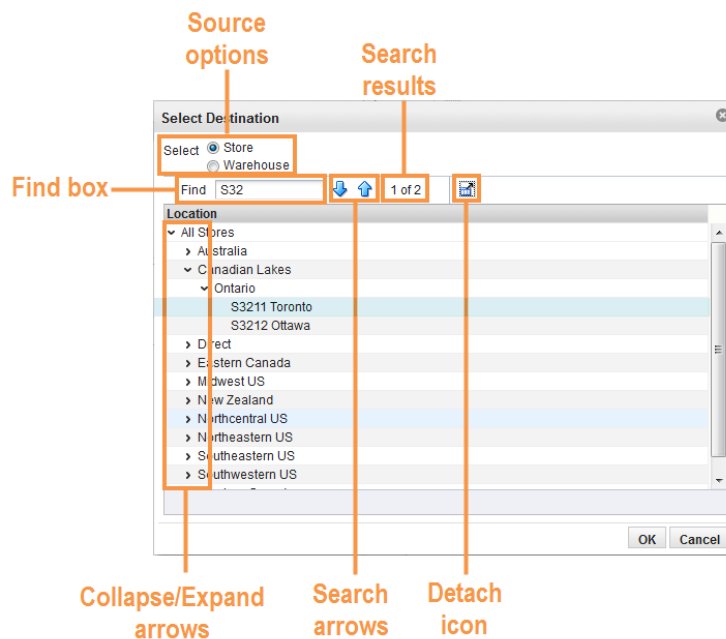 Source
options
Search
results
Select Destination
Select Store
Warehouse
Find box
Find S32 1 of 2
Location
All Stores
Australia
Canadian Lakes
Ontario
S3211 Toronto
S3212 Ottawa
Direct
Eastern Canada
Midwest US
New Zealand
Northcentral US
Northeastern US
Southeastern US
Southwestern US
OK Cancel
Collapse/Expand
arrows
Search
arrows
Detach
icon